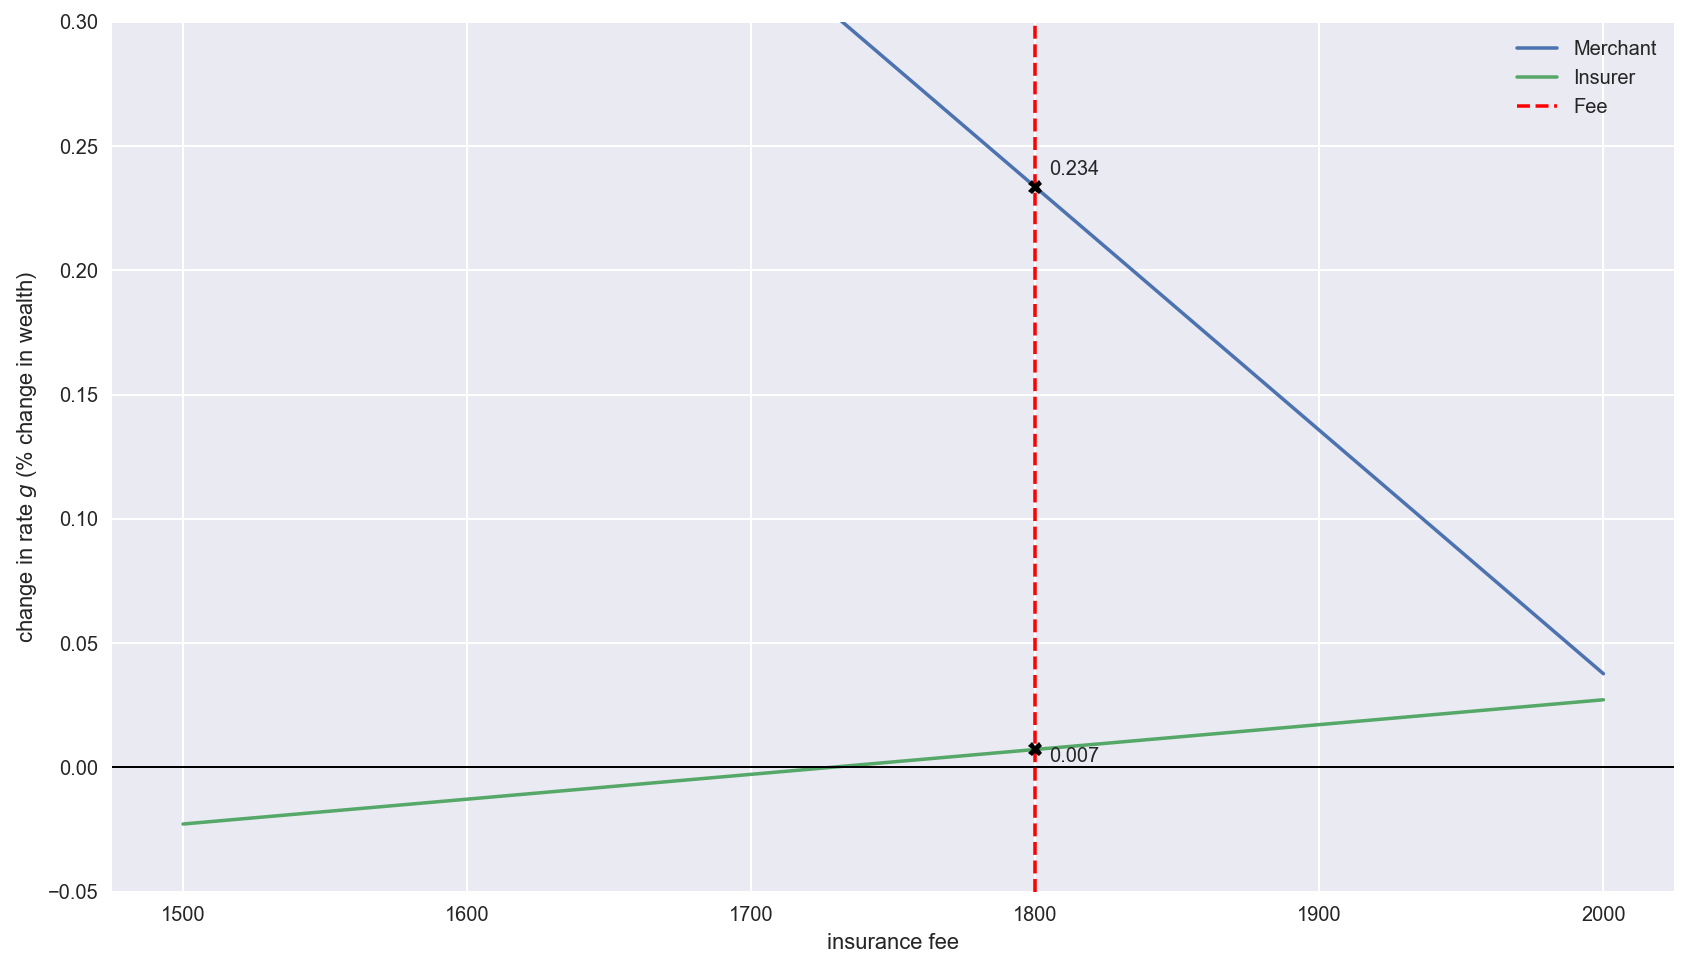 0.30
0.25
0.20
0.15
0.10
0.05
0.00
−0.05
change in rate g (% change in wealth)
Merchant
Insurer
Fee
0.234
0.007
1500 1600 1700 1800 1900 2000
insurance fee